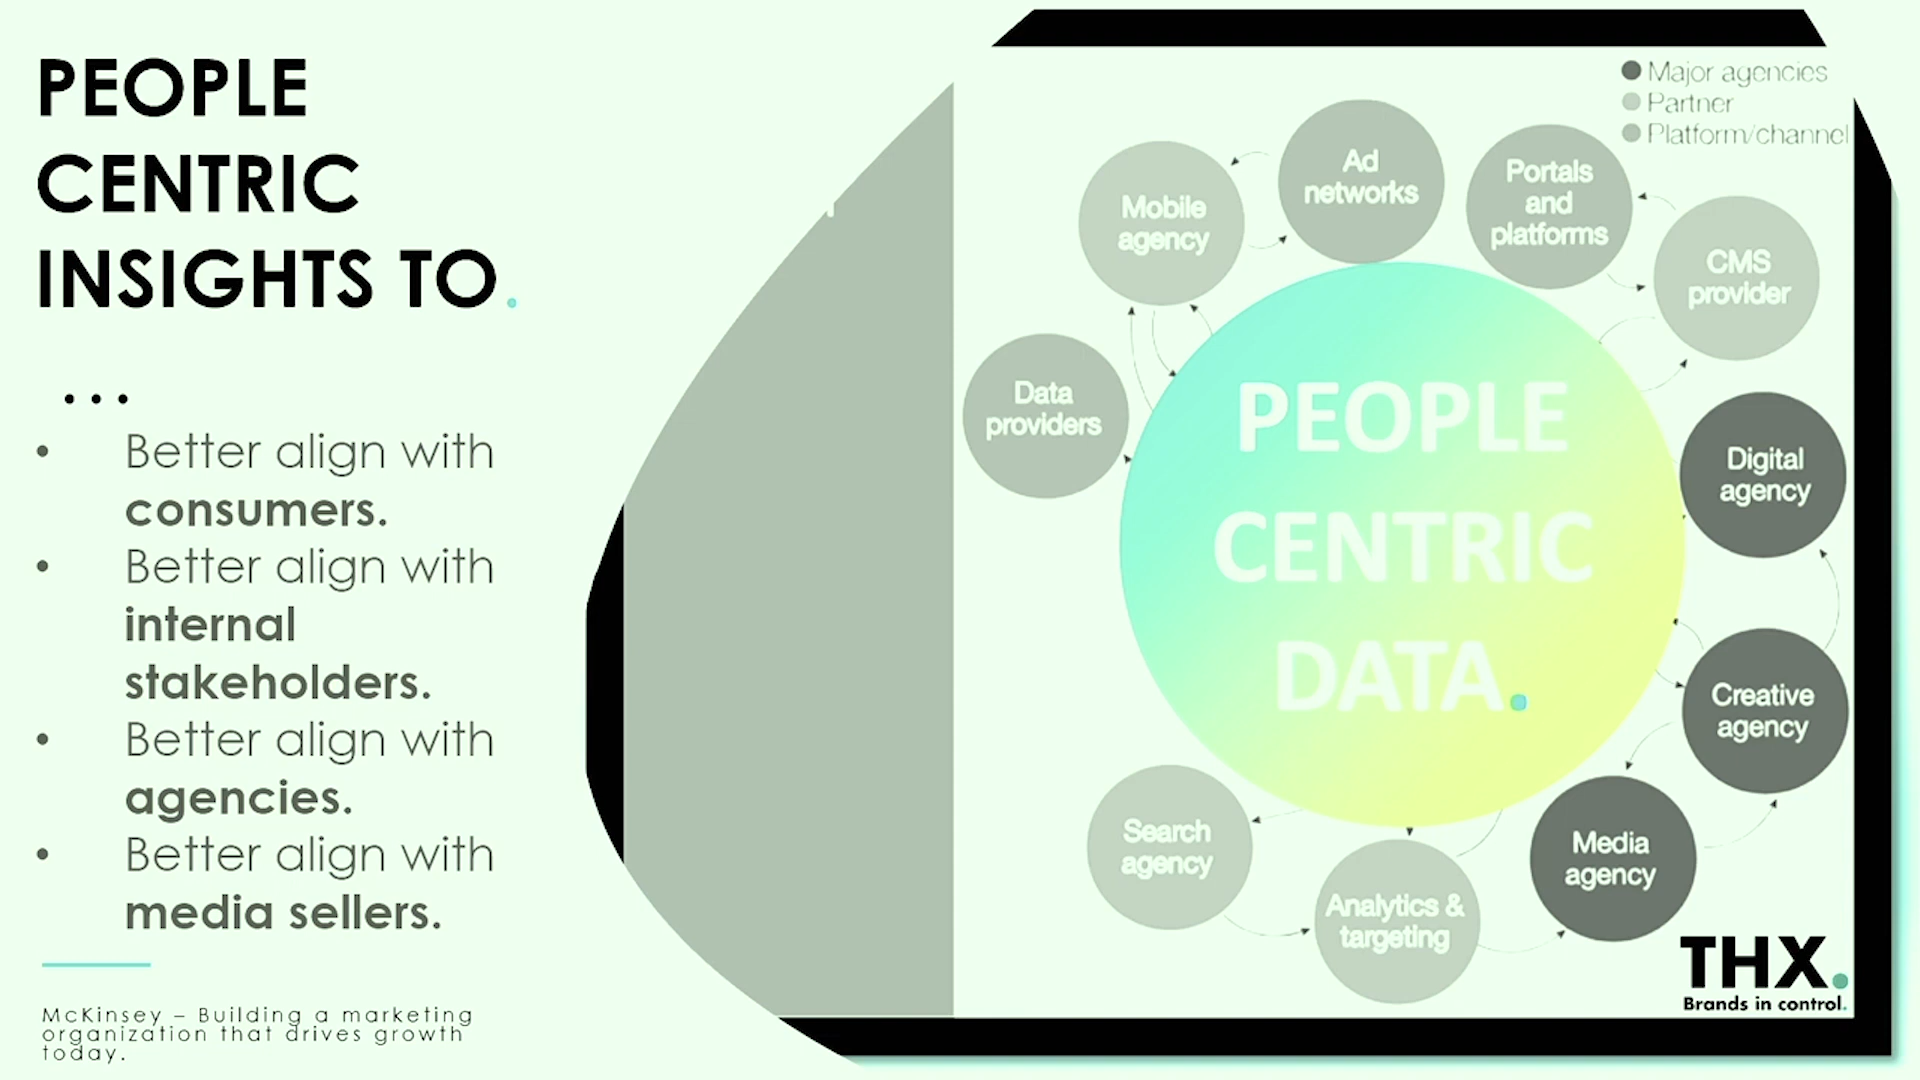 PEOPLE
CENTRIC
INSIGHTS TO.
...
• Better align with
consumers.
• Better align with
internal
stakeholders.
• Better align with
agencies.
• Better align with
media sellers.
McKinsey – Building a marketing
organization that drives growth
today.
Major agencies
Partner
Platform/channel
Ad
networks
Portals
and
platforms
Mobile
agency
CMS
provider
Data
providers
Digital
agency
PEOPLE
CENTRIC
DATA.
Creative
agency
Search
agency
Media
agency
Analytics &
targeting
THX.
Brands in control.